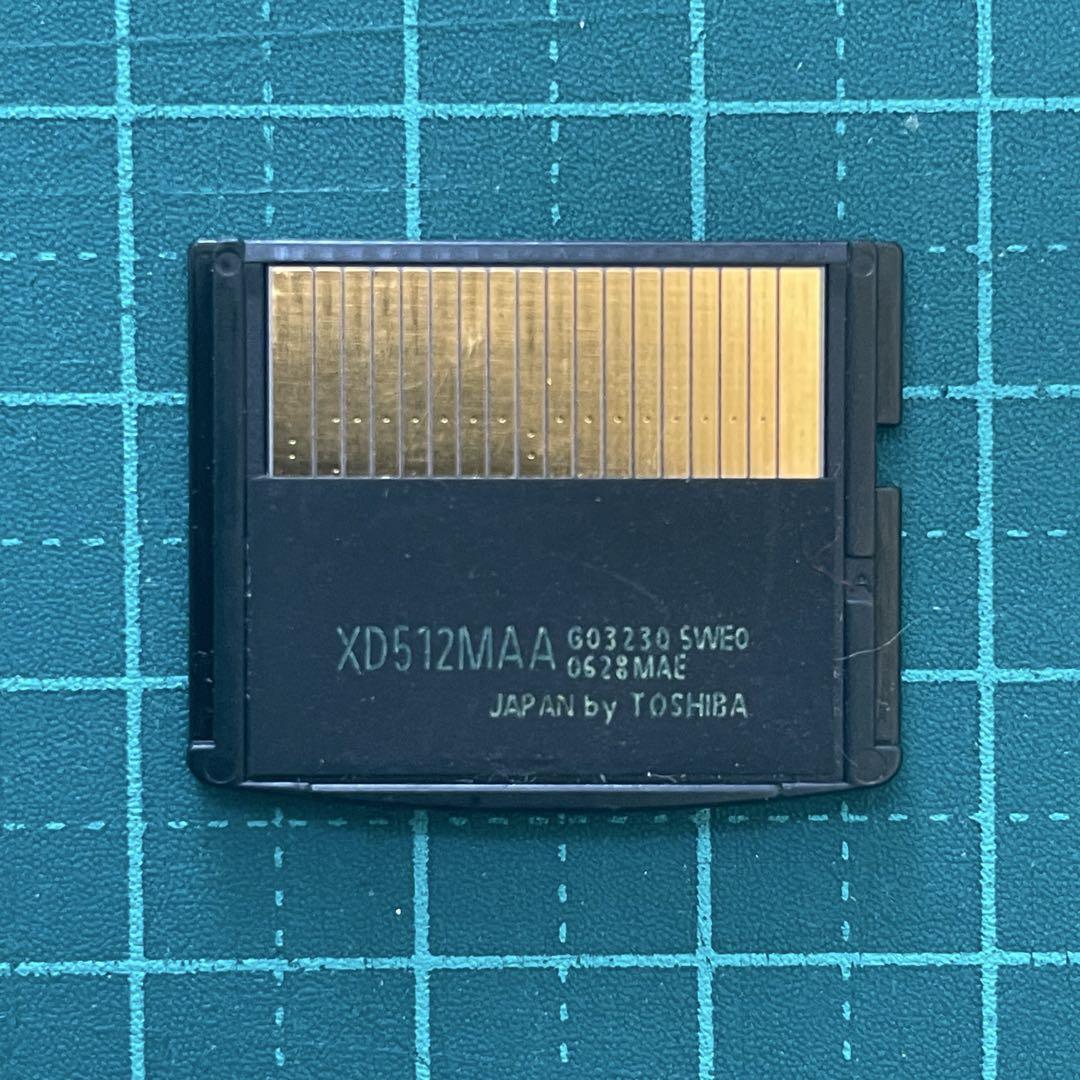 XD512MAA G03230 SWE0
0628MAE
JAPAN by TOSHIBA